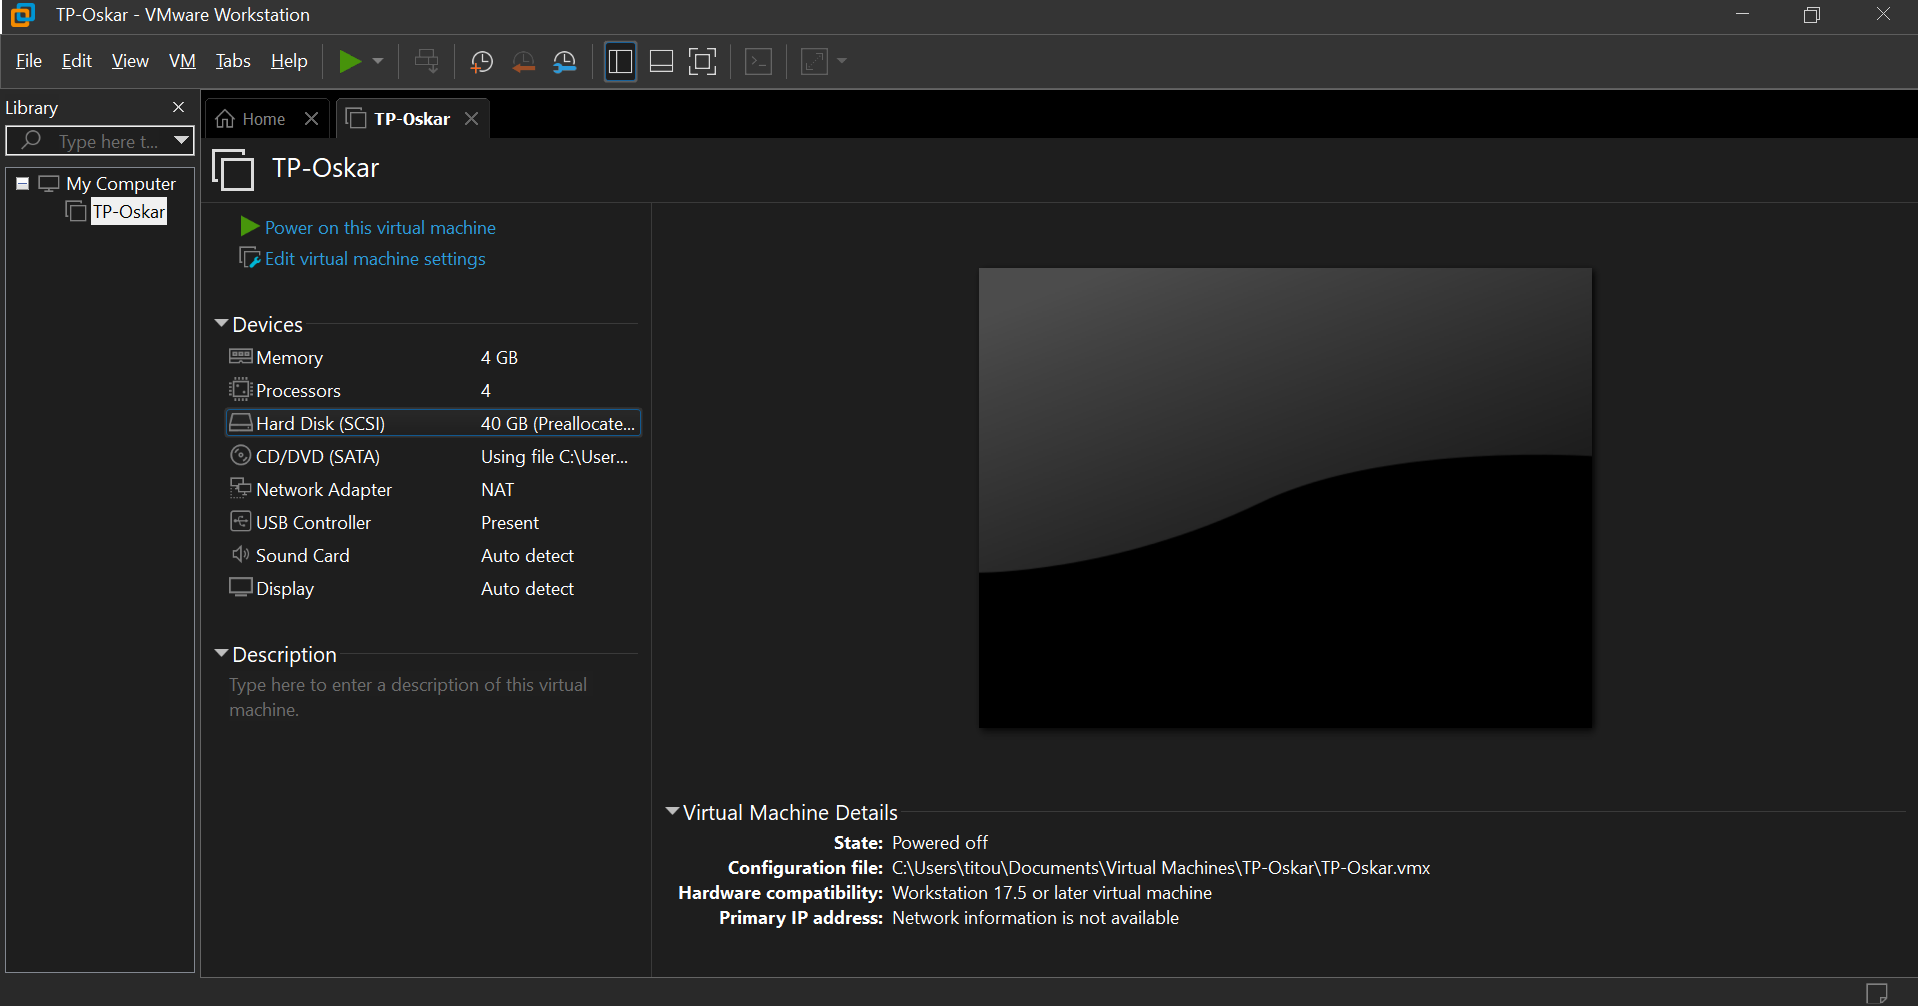 TP-Oskar - VMware Workstation
File Edit View VM Tabs Help
Library
Type here t...
My Computer
TP-Oskar
Home
TP-Oskar
TP-Oskar
Power on this virtual machine
Edit virtual machine settings
Devices
Memory 4 GB
Processors 4
Hard Disk (SCSI) 40 GB (Preallocate...
CD/DVD (SATA) Using file C:\User...
Network Adapter NAT
USB Controller Present
Sound Card Auto detect
Display Auto detect
Description
Type here to enter a description of this virtual
machine.
Virtual Machine Details
State: Powered off
Configuration file: C:\Users\titou\Documents\Virtual Machines\TP-Oskar\TP-Oskar.vmx
Hardware compatibility: Workstation 17.5 or later virtual machine
Primary IP address: Network information is not available